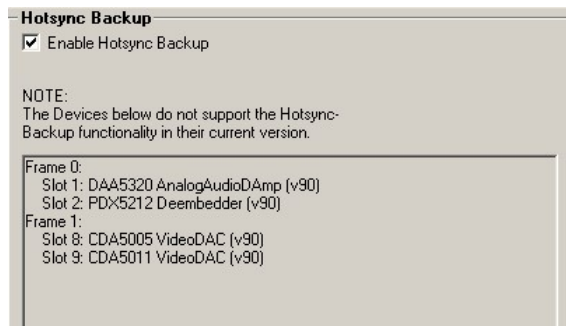 Hotsync Backup
Enable Hotsync Backup
NOTE:
The Devices below do not support the Hotsync-
Backup functionality in their current version.
Frame 0:
Slot 1: DAA5320 AnalogAudioDAmp (v90)
Slot 2: PDX5212 Deembedder (v90)
Frame 1:
Slot 8: CDA5005 VideoDAC (v90)
Slot 9: CDA5011 VideoDAC (v90)